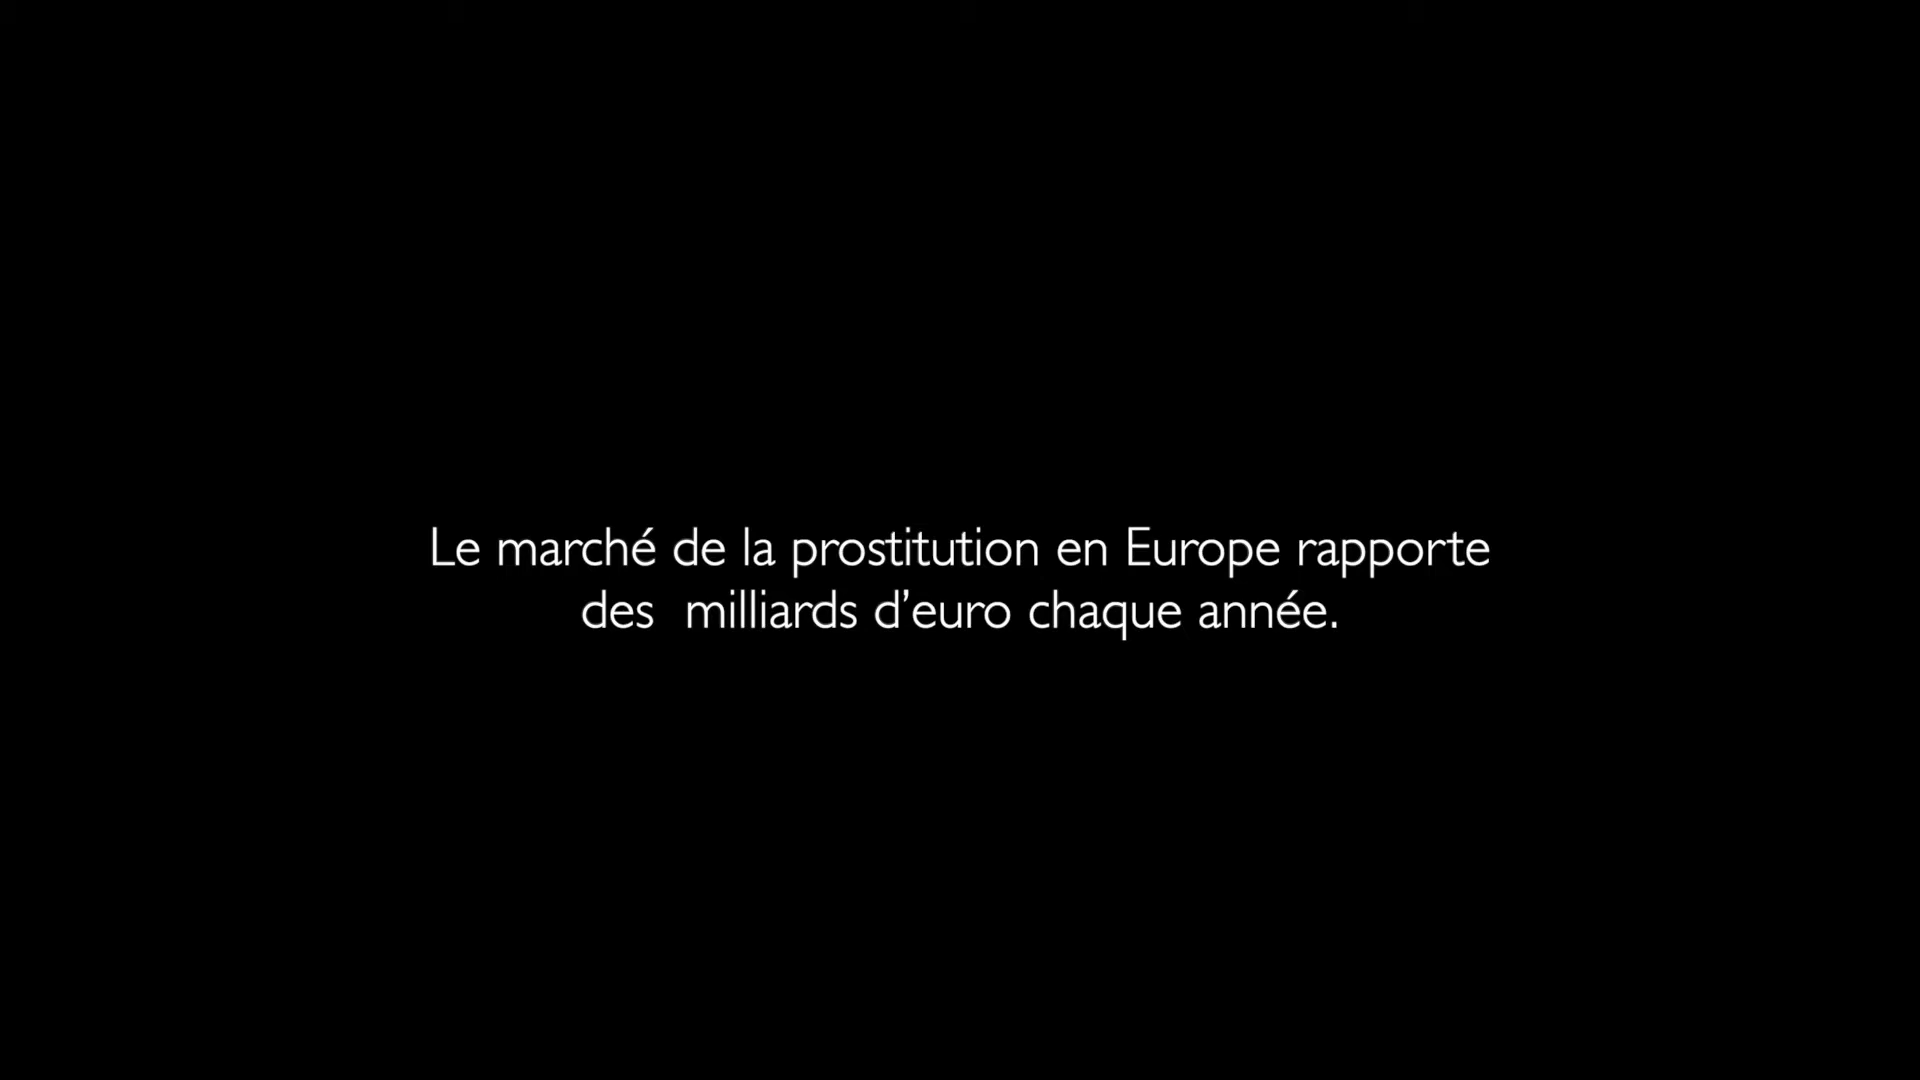 Le marché de la prostitution en Europe rapporte
des  milliards d’euro chaque année.